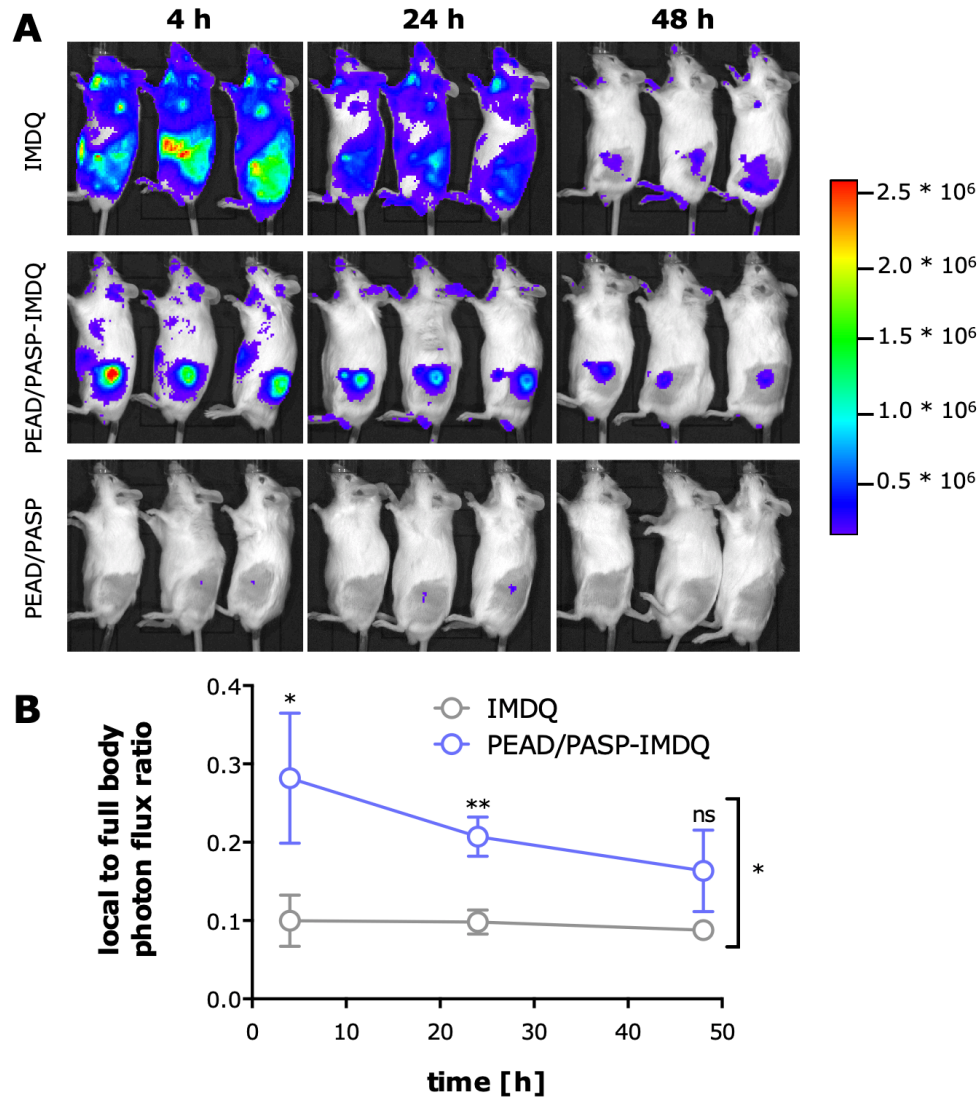 A
4 h
24 h
48 h
IMDQ
PEAD/PASP-IMDQ
PEAD/PASP
2.5 * 10⁶
2.0 * 10⁶
1.5 * 10⁶
1.0 * 10⁶
0.5 * 10⁶
B
local to full body
photon flux ratio
0.4
0.3
0.2
0.1
0.0
*
**
ns
*
IMDQ
PEAD/PASP-IMDQ
0
10
20
30
40
50
time [h]